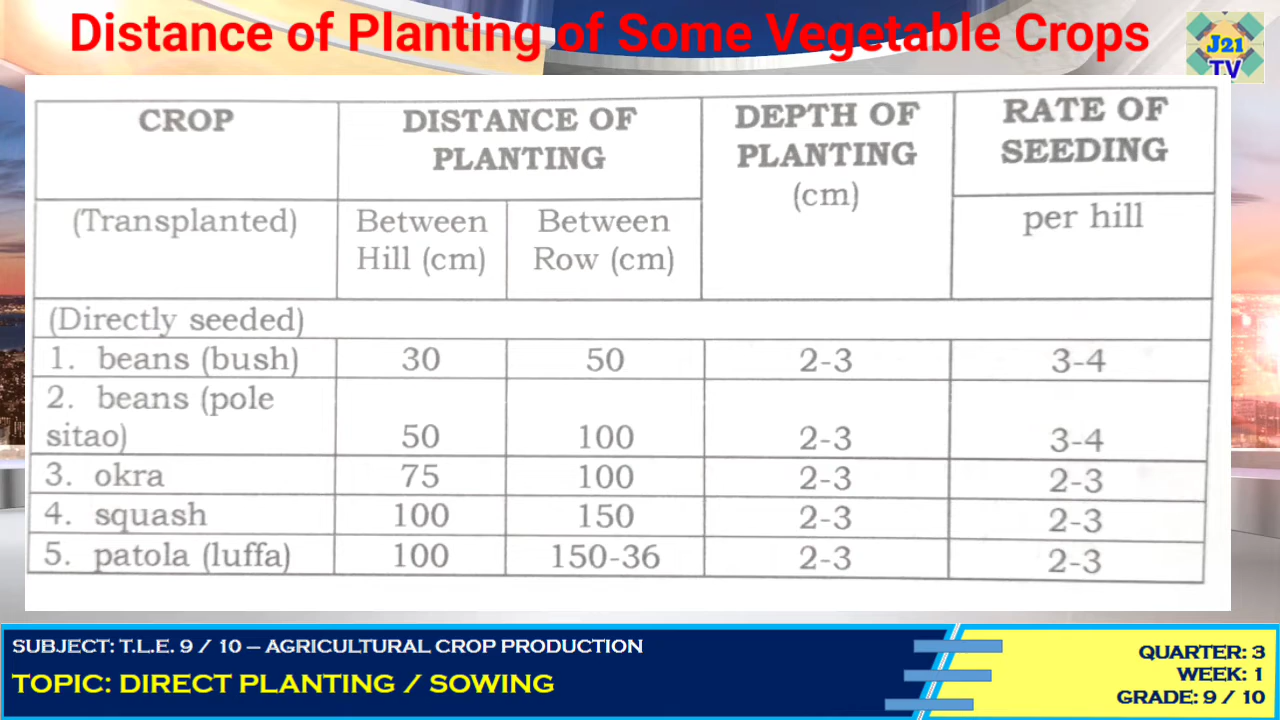 Distance of Planting of Some Vegetable Crops
J21
TV
CROP DISTANCE OF PLANTING DEPTH OF PLANTING (cm) RATE OF SEEDING
(Transplanted) Between Hill (cm) Between Row (cm) per hill
(Directly seeded)
1. beans (bush) 30 50 2-3 3-4
2. beans (pole sitao) 50 100 2-3 3-4
3. okra 75 100 2-3 2-3
4. squash 100 150 2-3 2-3
5. patola (luffa) 100 150-36 2-3 2-3
SUBJECT: T.L.E. 9 / 10 – AGRICULTURAL CROP PRODUCTION
TOPIC: DIRECT PLANTING / SOWING
QUARTER: 3
WEEK: 1
GRADE: 9 / 10